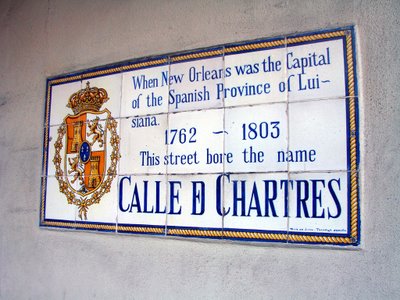 When New Orleans was the Capital
of the Spanish Province of Lui-
siana.
1762 ~ 1803
This street bore the name
CALLE D CHARTRES